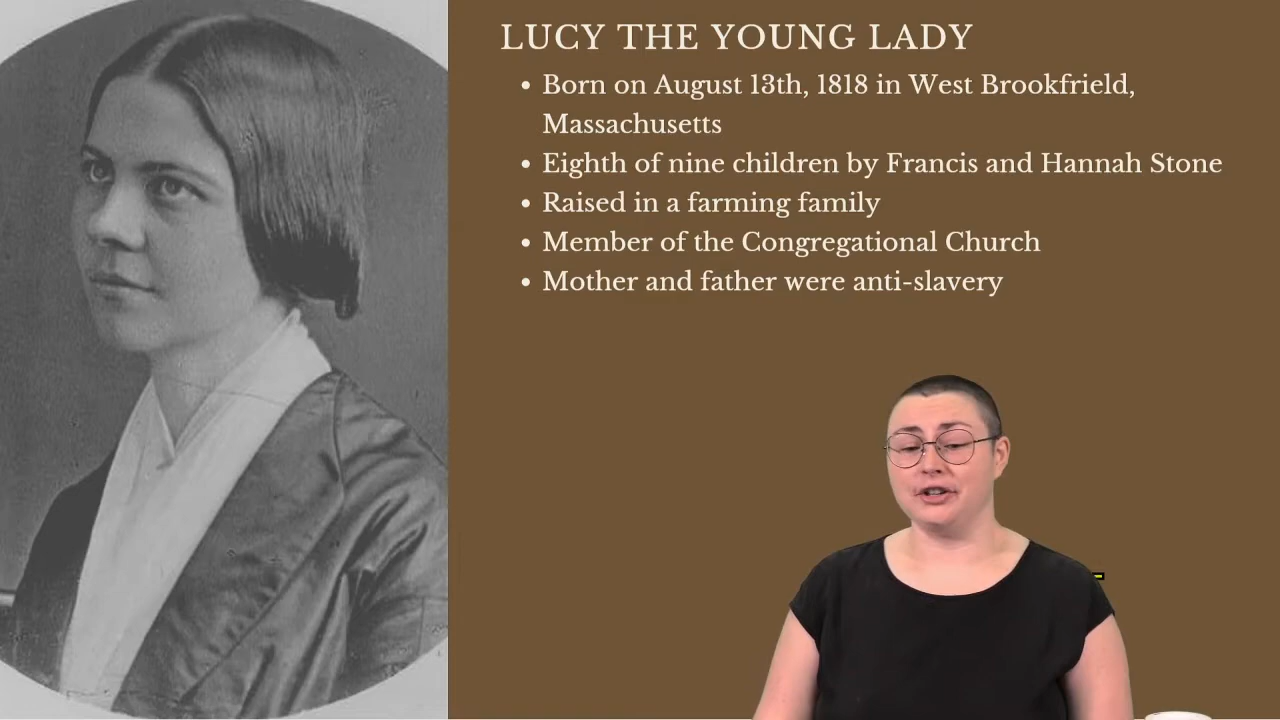 LUCY THE YOUNG LADY
• Born on August 13th, 1818 in West Brookfrield,
Massachusetts
• Eighth of nine children by Francis and Hannah Stone
• Raised in a farming family
• Member of the Congregational Church
• Mother and father were anti-slavery